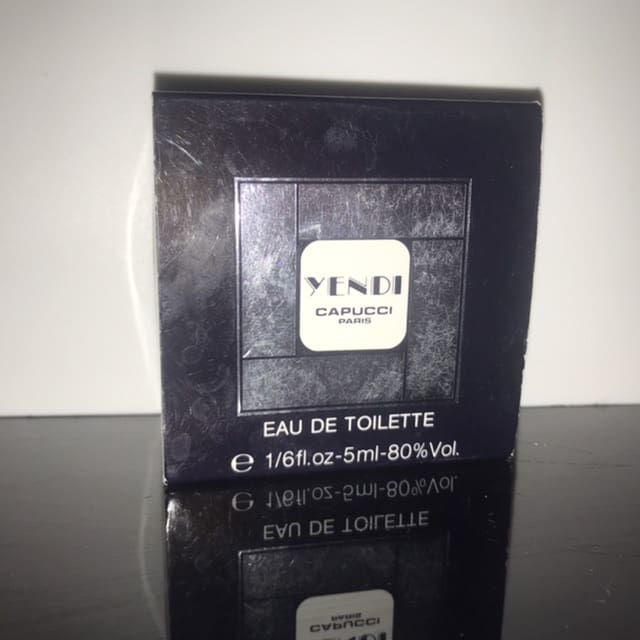 YENDI
CAPUCCI
PARIS
EAU DE TOILETTE
e 1/6fl.oz-5ml-80%Vol.